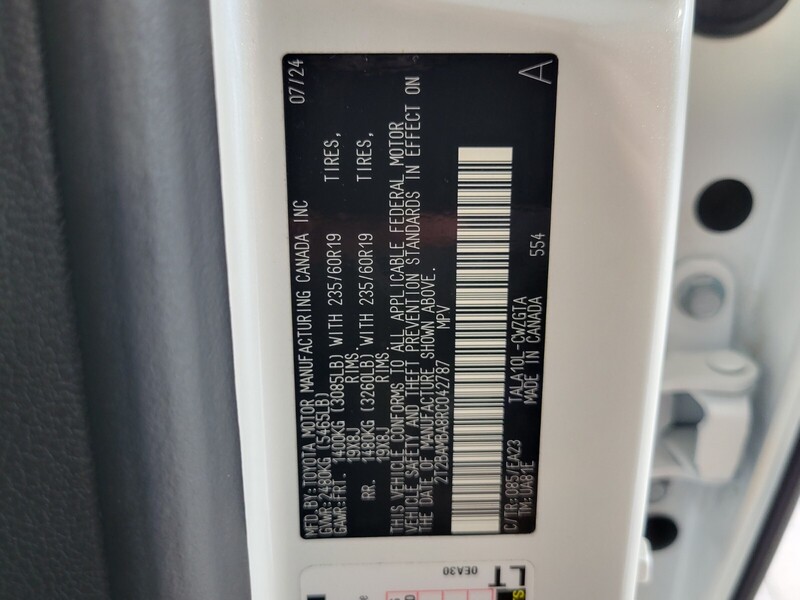 MFD.BY:TOYOTA MOTOR MANUFACTURING CANADA INC 07/24
GVWR:2480KG (5465LB)
GAWR:FRT. 1400KG (3085LB) WITH 235/60R19 TIRES,
19X8J RIMS.
RR. 1480KG (3260LB) WITH 235/60R19 TIRES,
19X8J RIMS.
THIS VEHICLE CONFORMS TO ALL APPLICABLE FEDERAL MOTOR
VEHICLE SAFETY AND THEFT PREVENTION STANDARDS IN EFFECT ON
THE DATE OF MANUFACTURE SHOWN ABOVE.
2T2BAMBA8RC042787 MPV
C/TR:085/EA23 TALA10L-CWZGTA 554
TM:UA81E MADE IN CANADA
A
0EA30
LT